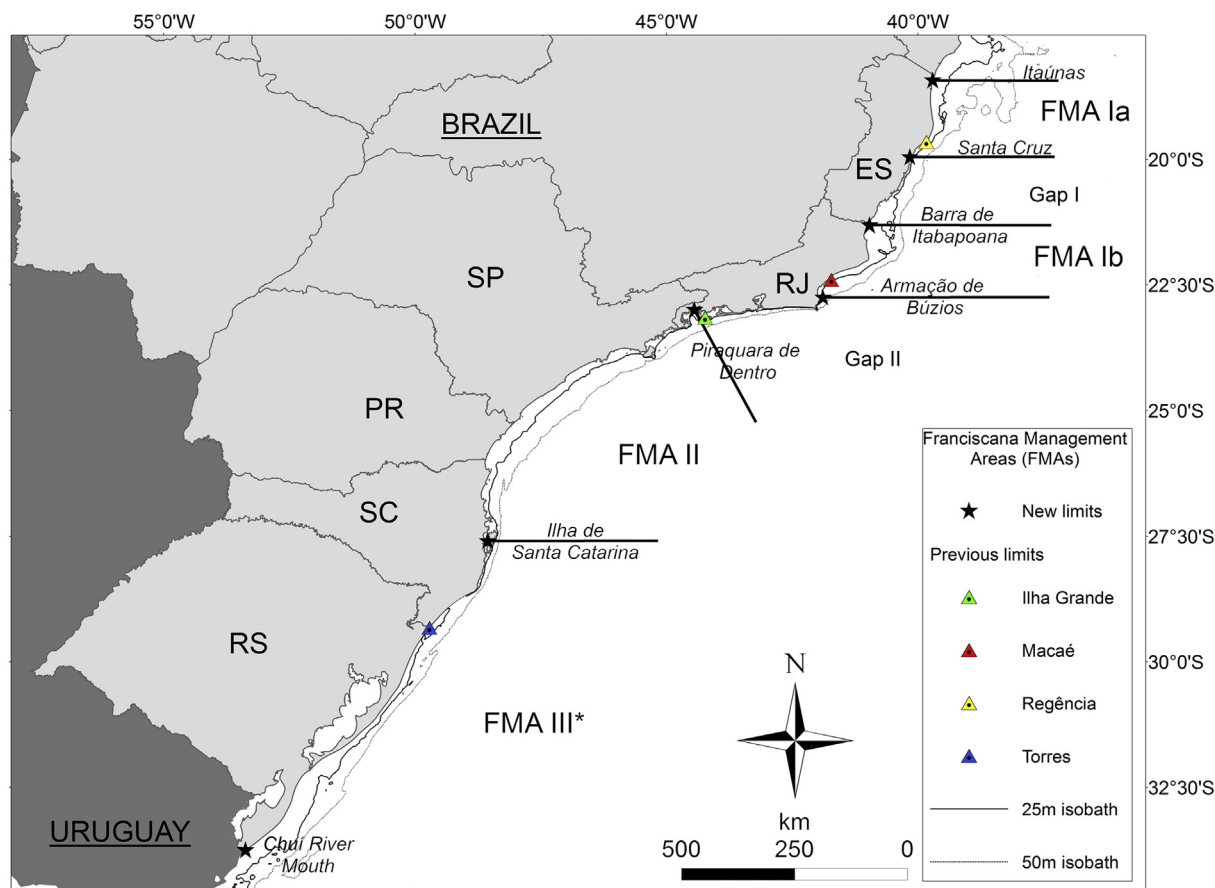 55°0'W
50°0'W
45°0'W
40°0'W
Itaúnas
FMA Ia
BRAZIL
Santa Cruz
20°0'S
ES
Gap I
Barra de
Itabapoana
FMA Ib
SP
RJ
Armação de
Búzios
22°30'S
Piraquara de
Dentro
Gap II
PR
25°0'S
FMA II
Franciscana Management
Areas (FMAs)
SC
New limits
Ilha de
Santa Catarina
27°30'S
Previous limits
Ilha Grande
RS
Macaé
30°0'S
N
Regência
FMA III*
Torres
32°30'S
km
25m isobath
URUGUAY
Chuí River
Mouth
500
250
0
50m isobath